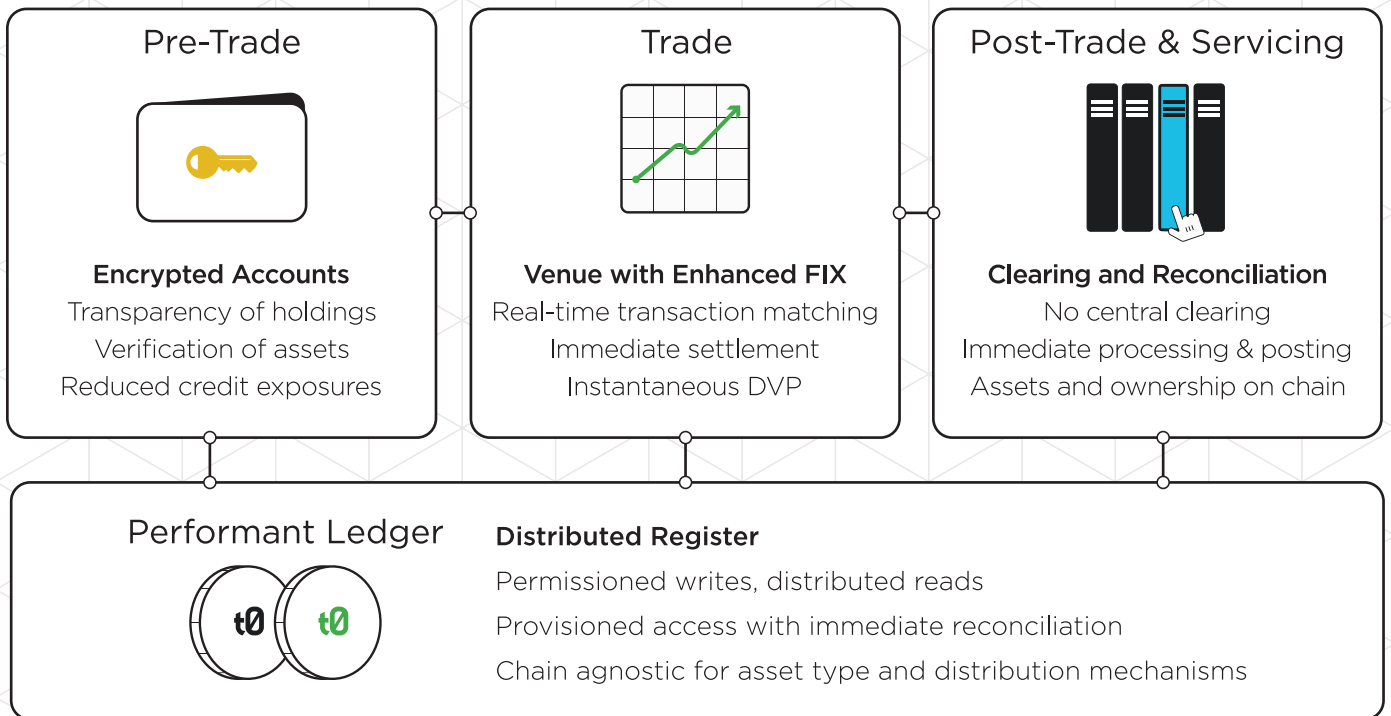 Pre-Trade
Encrypted Accounts
Transparency of holdings
Verification of assets
Reduced credit exposures
Trade
Venue with Enhanced FIX
Real-time transaction matching
Immediate settlement
Instantaneous DVP
Post-Trade & Servicing
Clearing and Reconciliation
No central clearing
Immediate processing & posting
Assets and ownership on chain
Performant Ledger
t0 t0
Distributed Register
Permissioned writes, distributed reads
Provisioned access with immediate reconciliation
Chain agnostic for asset type and distribution mechanisms